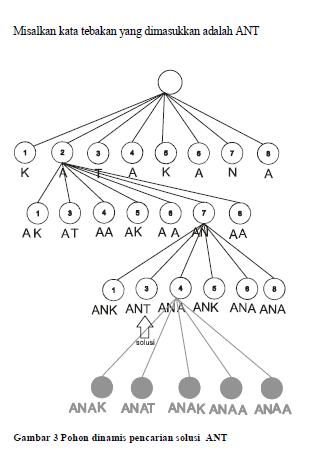 Misalkan kata tebakan yang dimasukkan adalah ANT
1 2 3 4 5 6 7 8
K A T A K A N A
1 3 4 5 6 7 8
AK AT AA AK AA AN AA
1 3 4 5 6 8
ANK ANT ANA ANK ANA ANA
solusi
ANAK ANAT ANAK ANAA ANAA
Gambar 3 Pohon dinamis pencarian solusi ANT